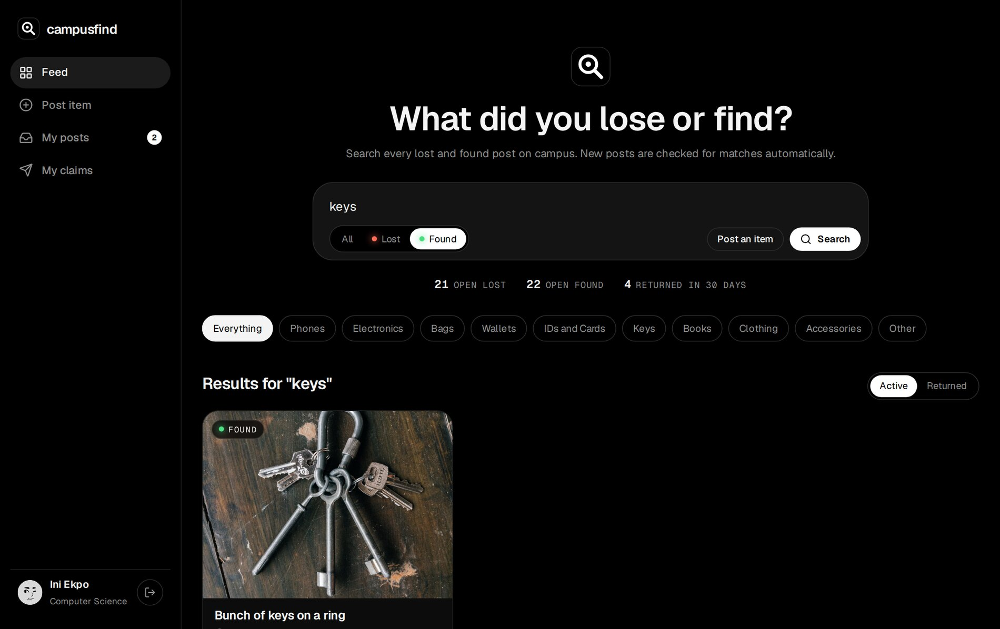 campusfind
Feed
Post item
My posts 2
My claims
What did you lose or find?
Search every lost and found post on campus. New posts are checked for matches automatically.
keys
All Lost Found Post an item Search
21 OPEN LOST 22 OPEN FOUND 4 RETURNED IN 30 DAYS
Everything Phones Electronics Bags Wallets IDs and Cards Keys Books Clothing Accessories Other
Results for "keys" Active Returned
FOUND
ELZETT
Bunch of keys on a ring
Ini Ekpo
Computer Science